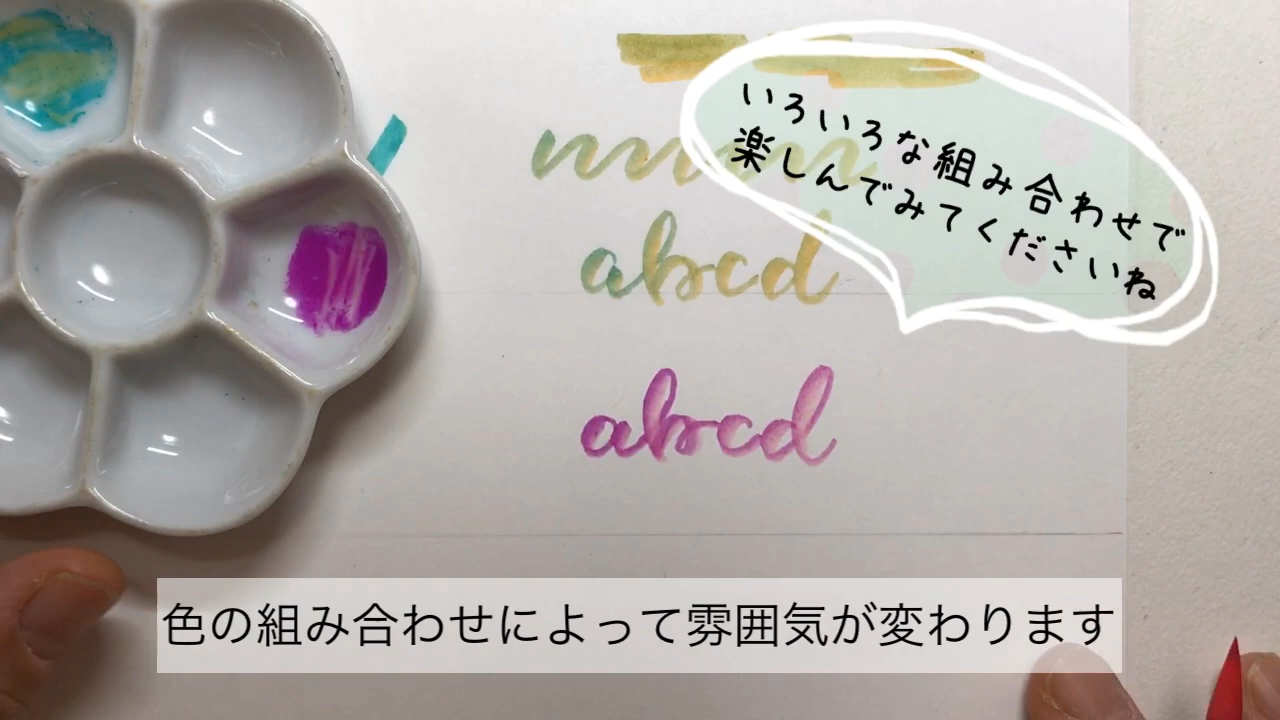 いろいろな組み合わせで
楽しんでみてくださいね
abcd
abcd
色の組み合わせによって雰囲気が変わります